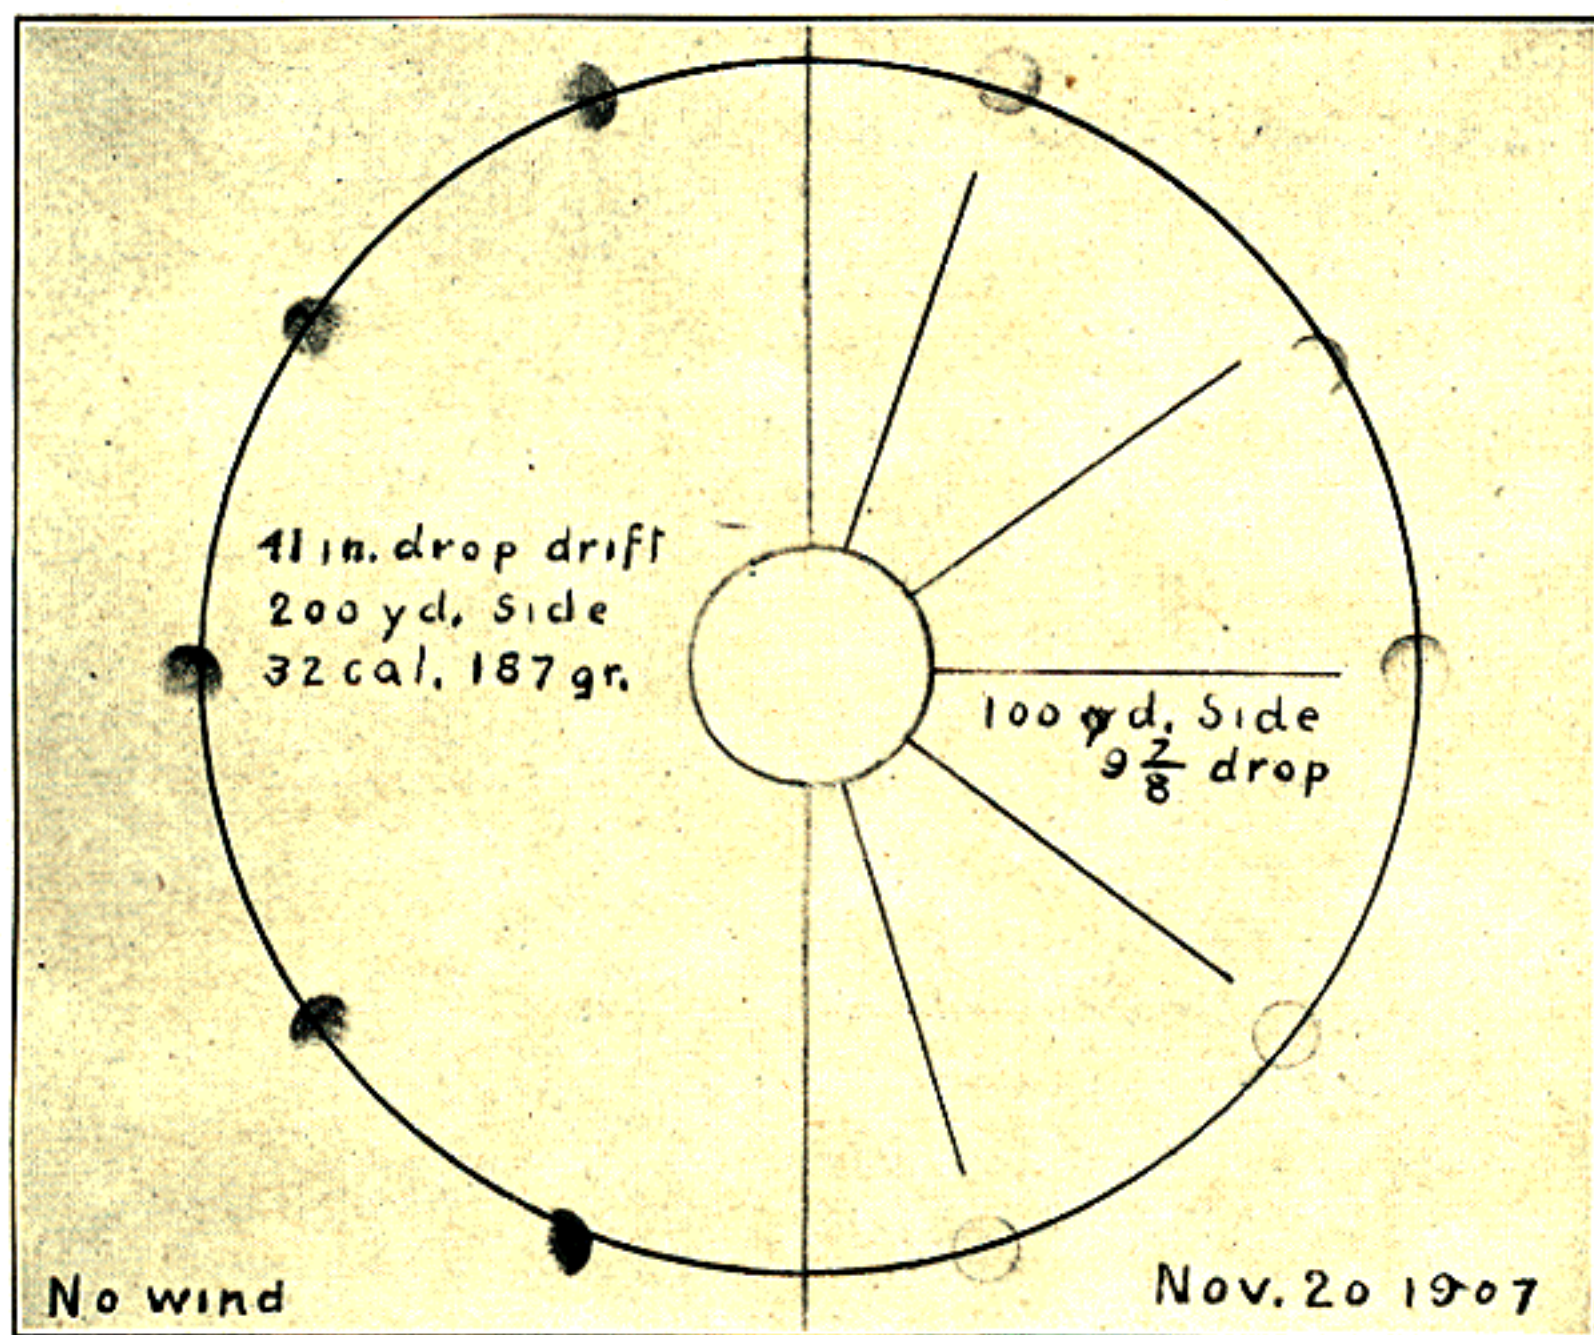 41 in. drop drift
200 yd. Side
32 cal. 187 gr.
100 yd. Side
9 7/8 drop
No wind
Nov. 20 1907